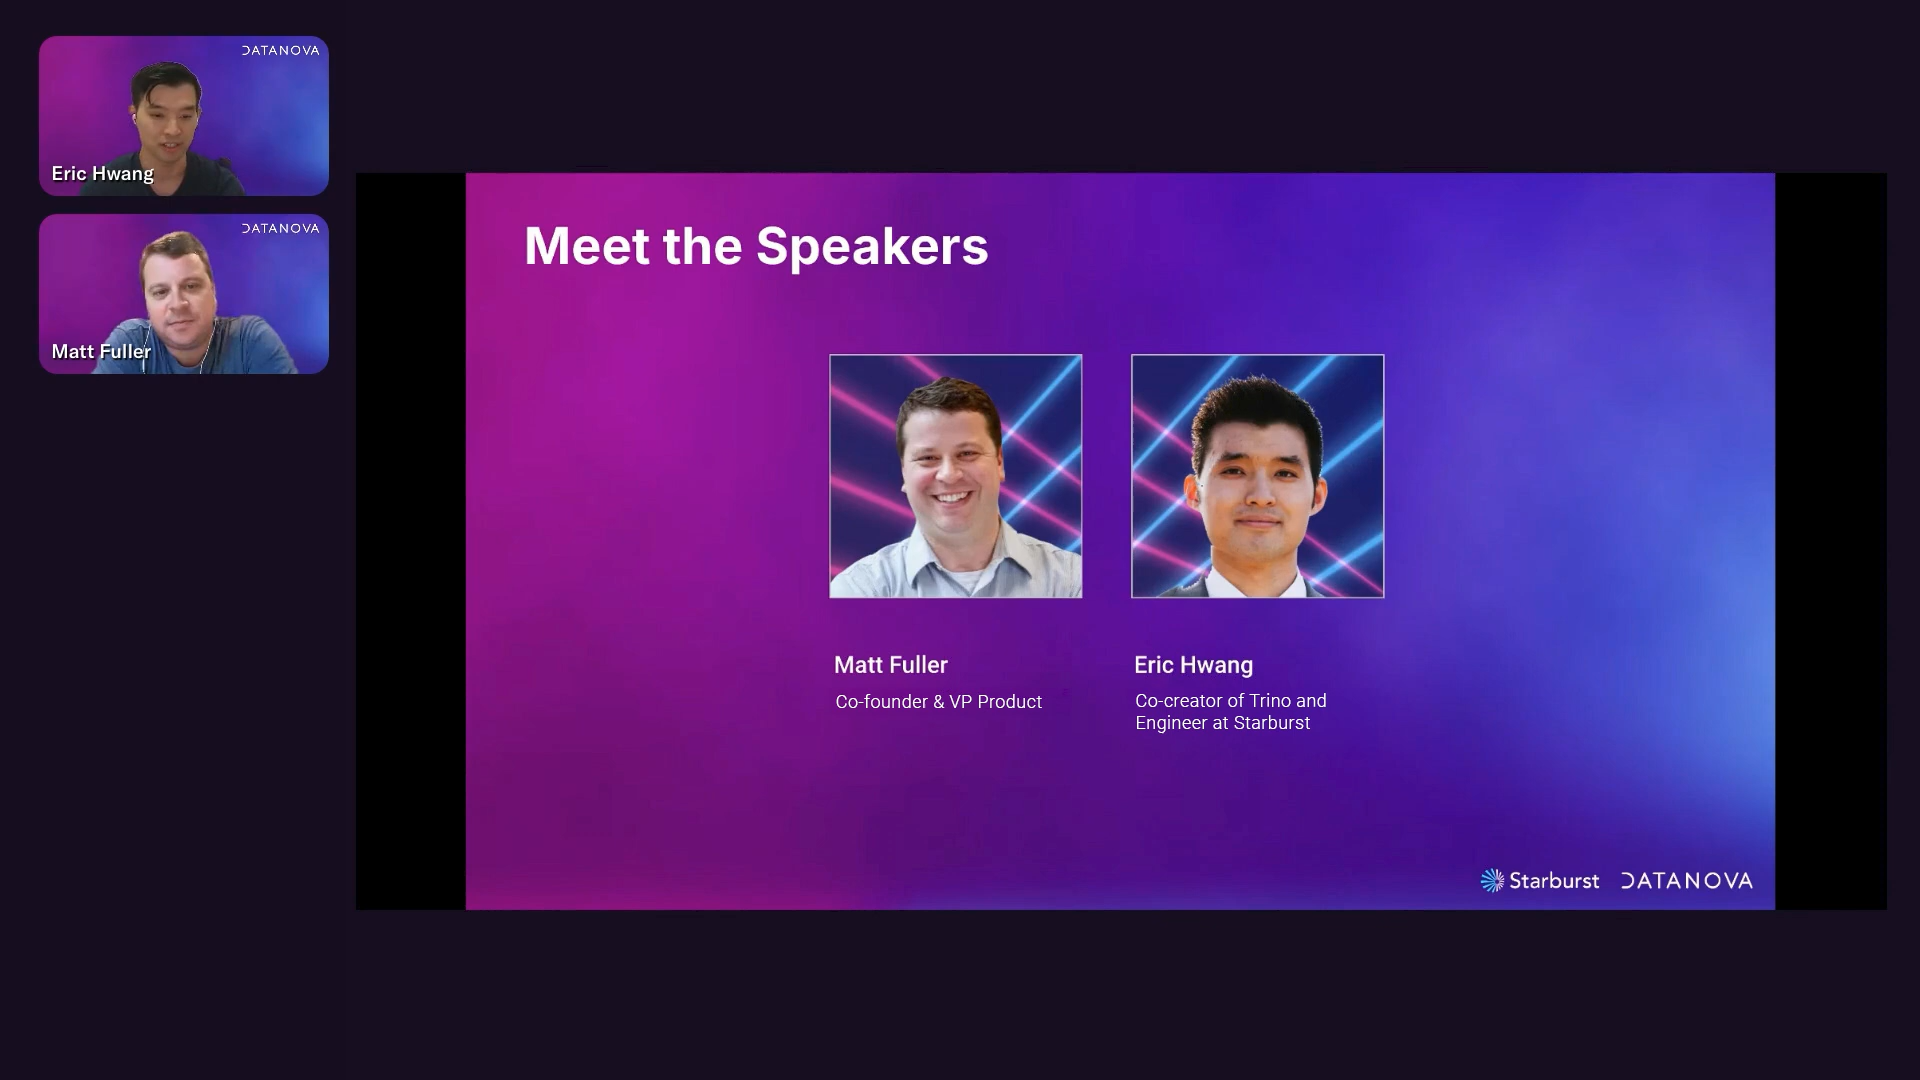 DATANOVA
Eric Hwang
DATANOVA
Matt Fuller
Meet the Speakers
Matt Fuller
Co-founder & VP Product
Eric Hwang
Co-creator of Trino and
Engineer at Starburst
Starburst DATANOVA